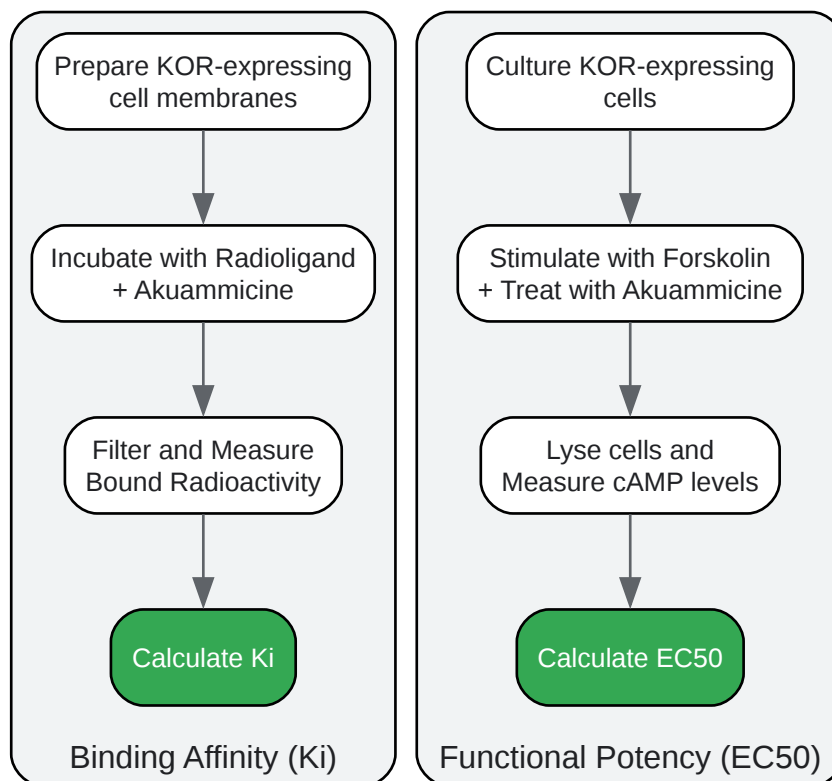 Prepare KOR-expressing
cell membranes
Incubate with Radioligand
+ Akuammicine
Filter and Measure
Bound Radioactivity
Calculate Ki
Binding Affinity (Ki)
Culture KOR-expressing
cells
Stimulate with Forskolin
+ Treat with Akuammicine
Lyse cells and
Measure cAMP levels
Calculate EC50
Functional Potency (EC50)